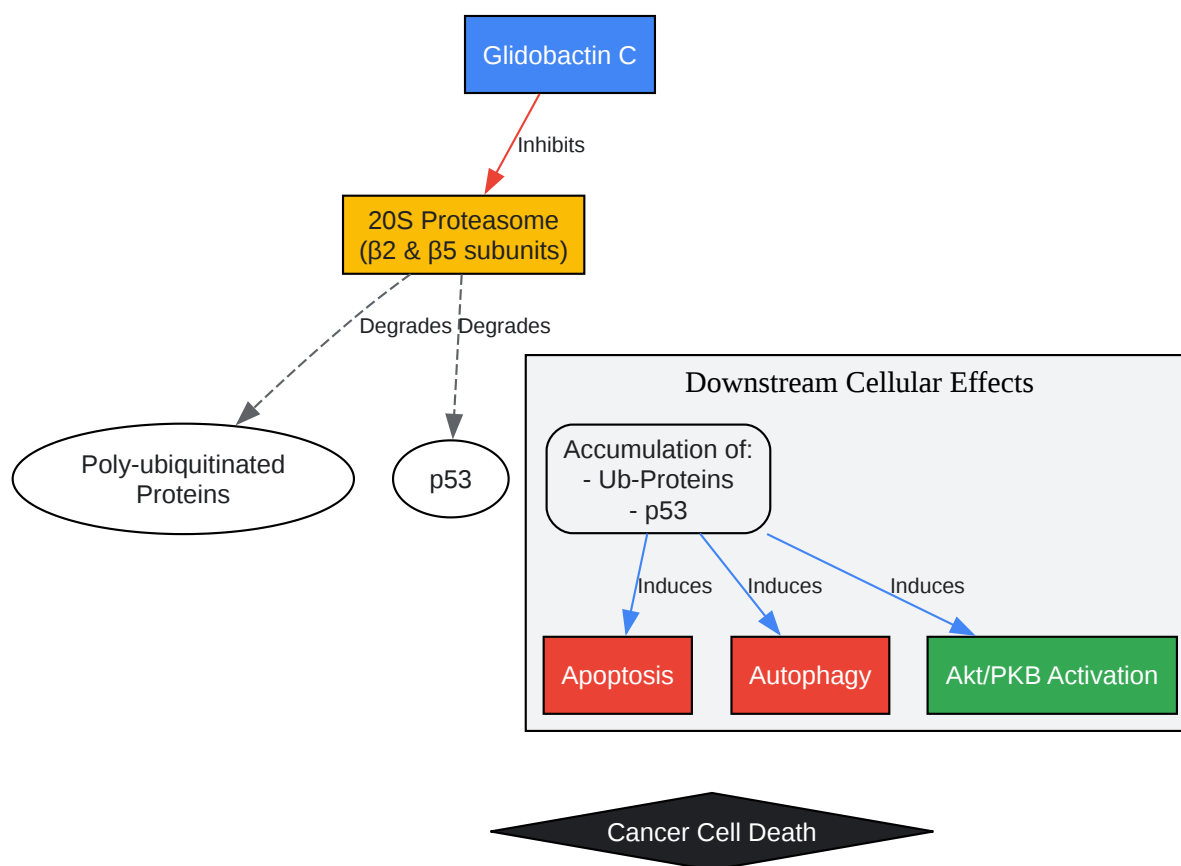 Glidobactin C
Inhibits
20S Proteasome
(β2 & β5 subunits)
Degrades
Degrades
Poly-ubiquitinated
Proteins
p53
Downstream Cellular Effects
Accumulation of:
- Ub-Proteins
- p53
Induces
Induces
Induces
Apoptosis
Autophagy
Akt/PKB Activation
Cancer Cell Death